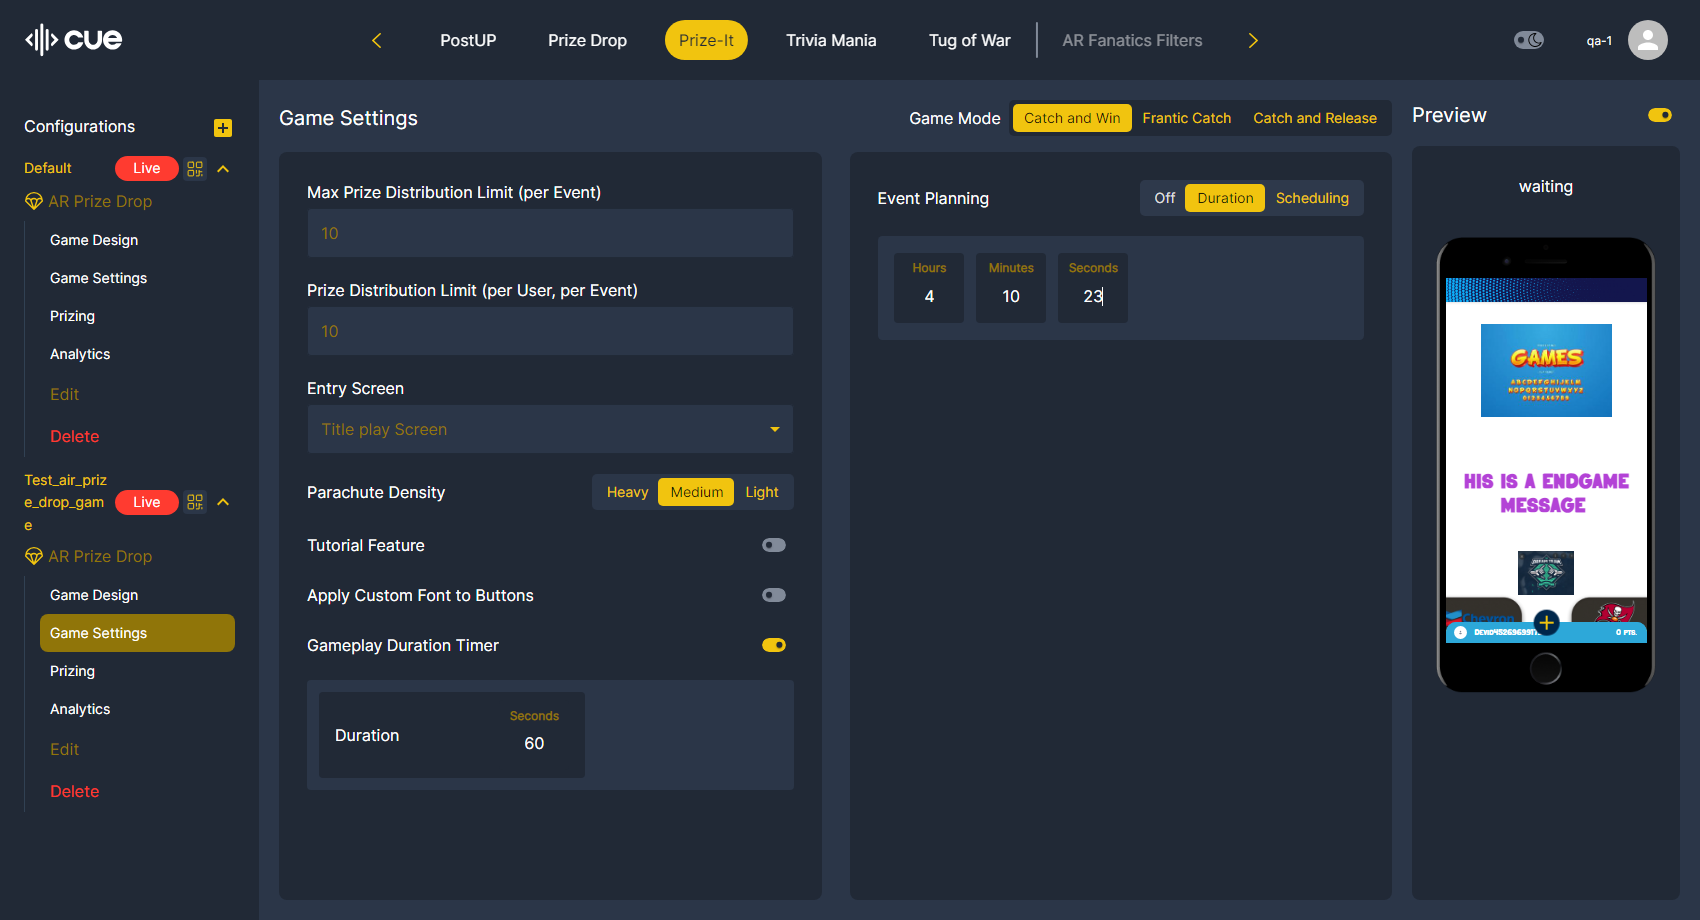 cue
PostUP
Prize Drop
Prize-It
Trivia Mania
Tug of War
AR Fanatics Filters
qa-1
Configurations
Default
Live
AR Prize Drop
Game Design
Game Settings
Prizing
Analytics
Edit
Delete
Test_air_priz
e_drop_gam
e
Live
AR Prize Drop
Game Design
Game Settings
Prizing
Analytics
Edit
Delete
Game Settings
Game Mode
Catch and Win
Frantic Catch
Catch and Release
Max Prize Distribution Limit (per Event)
10
Prize Distribution Limit (per User, per Event)
10
Entry Screen
Title play Screen
Parachute Density
Heavy
Medium
Light
Tutorial Feature
Apply Custom Font to Buttons
Gameplay Duration Timer
Duration
Seconds
60
Event Planning
Off
Duration
Scheduling
Hours
4
Minutes
10
Seconds
23
Preview
waiting
GAMES
ABCDEFGHIJKLM
NOPQRSTUVWXYZ
HIS IS A ENDGAME
MESSAGE
Chevron
0 PTS.